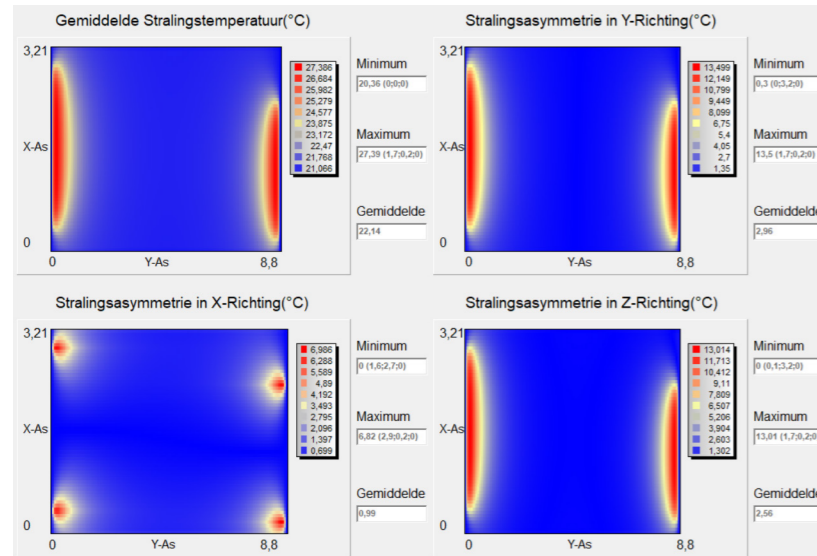 Gemiddelde Stralingstemperatuur(°C)
3,21
X-As
0
0
Y-As
8,8
27,386
26,684
25,982
25,279
24,577
23,875
23,172
22,47
21,768
21,066
Minimum
20,36 (0;0;0)
Maximum
27,39 (1,7;0,2;0)
Gemiddelde
22,14
Stralingsasymmetrie in Y-Richting(°C)
3,21
X-As
0
0
Y-As
8,8
13,499
12,149
10,799
9,449
8,099
6,75
5,4
4,05
2,7
1,35
Minimum
0,3 (0;3,2;0)
Maximum
13,5 (1,7;0,2;0)
Gemiddelde
2,96
Stralingsasymmetrie in X-Richting(°C)
3,21
X-As
0
0
Y-As
8,8
6,986
6,288
5,589
4,89
4,192
3,493
2,795
2,096
1,397
0,699
Minimum
0 (1,6;2,7;0)
Maximum
6,82 (2,9;0,2;0)
Gemiddelde
0,99
Stralingsasymmetrie in Z-Richting(°C)
3,21
X-As
0
0
Y-As
8,8
13,014
11,713
10,412
9,11
7,809
6,507
5,206
3,904
2,603
1,302
Minimum
0 (0,1;3,2;0)
Maximum
13,01 (1,7;0,2;0)
Gemiddelde
2,56